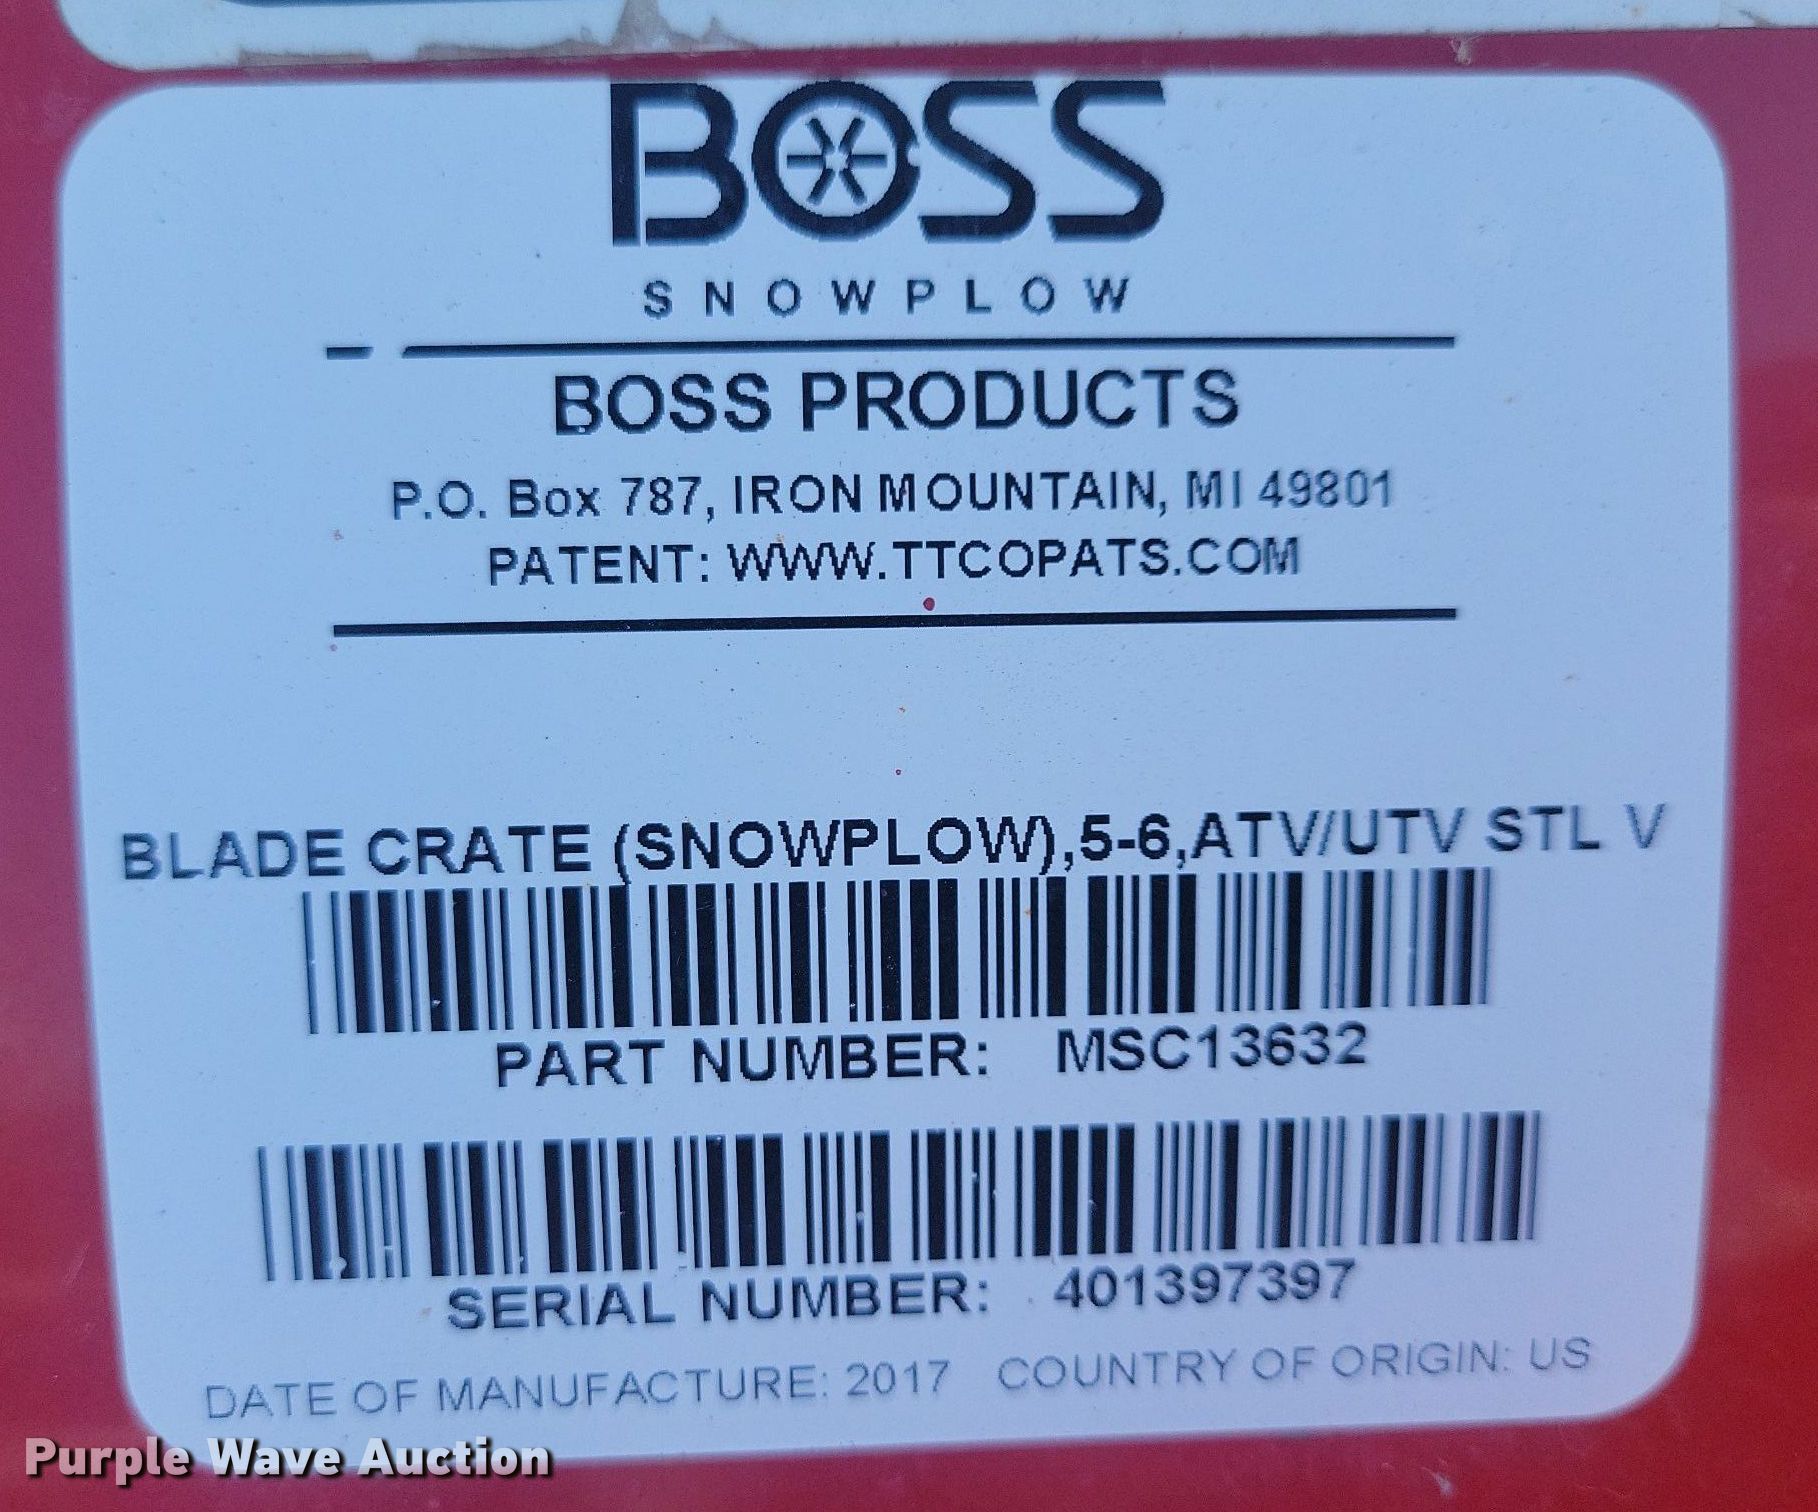 BOSS
SNOWPLOW
BOSS PRODUCTS
P.O. Box 787, IRON MOUNTAIN, MI 49801
PATENT: WWW.TTCOPATS.COM
BLADE CRATE (SNOWPLOW),5-6,ATV/UTV STL V
PART NUMBER: MSC13632
SERIAL NUMBER: 401397397
DATE OF MANUFACTURE: 2017 COUNTRY OF ORIGIN: US
Purple Wave Auction